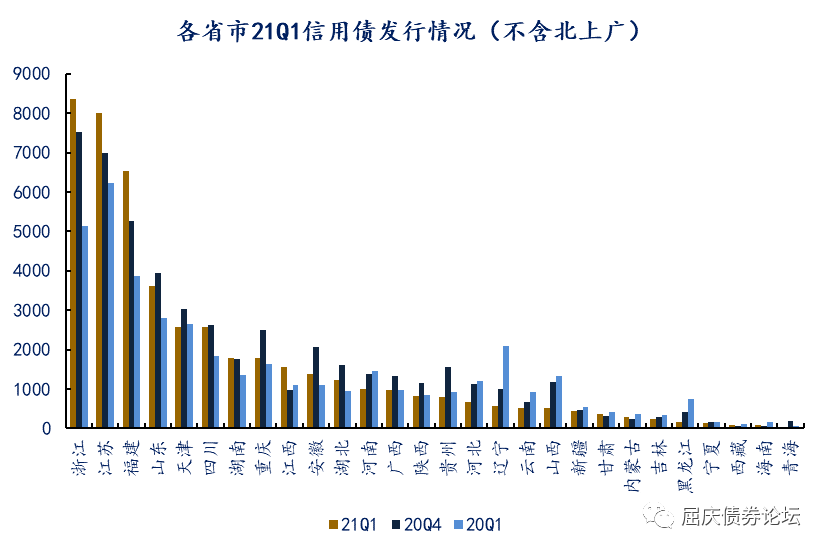 各省市21Q1信用债发行情况（不含北上广）
9000
8000
7000
6000
5000
4000
3000
2000
1000
0
浙江
江苏
福建
山东
天津
四川
湖南
重庆
江西
安徽
湖北
河南
广西
陕西
贵州
河北
辽宁
云南
山西
新疆
甘肃
内蒙古
吉林
黑龙江
宁夏
西藏
海南
青海
21Q1 20Q4 20Q1
屈庆债券论坛